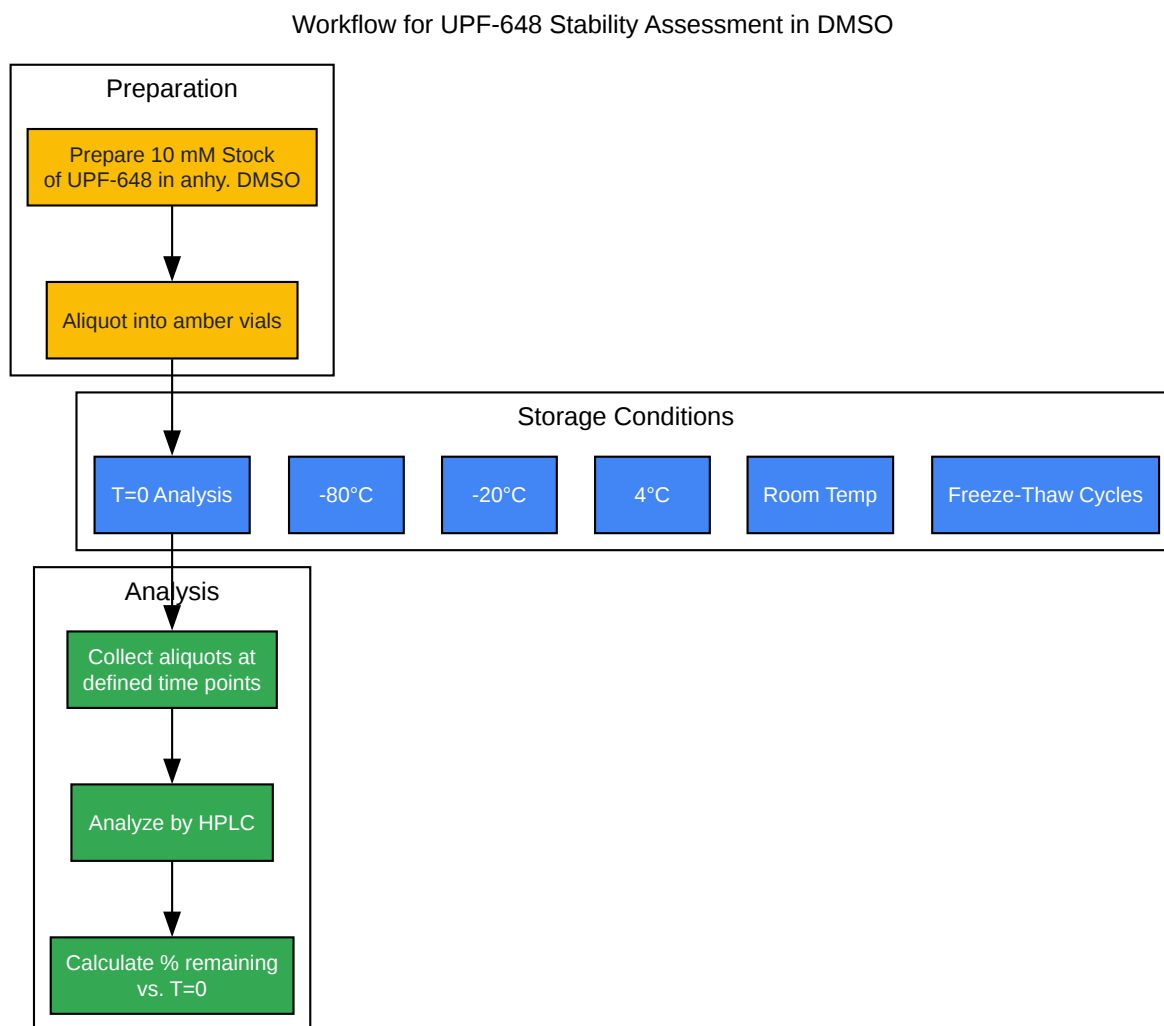 Workflow for UPF-648 Stability Assessment in DMSO
Preparation
Prepare 10 mM Stock
of UPF-648 in anhy. DMSO
Aliquot into amber vials
Storage Conditions
T=0 Analysis
-80°C
-20°C
4°C
Room Temp
Freeze-Thaw Cycles
Analysis
Collect aliquots at
defined time points
Analyze by HPLC
Calculate % remaining
vs. T=0